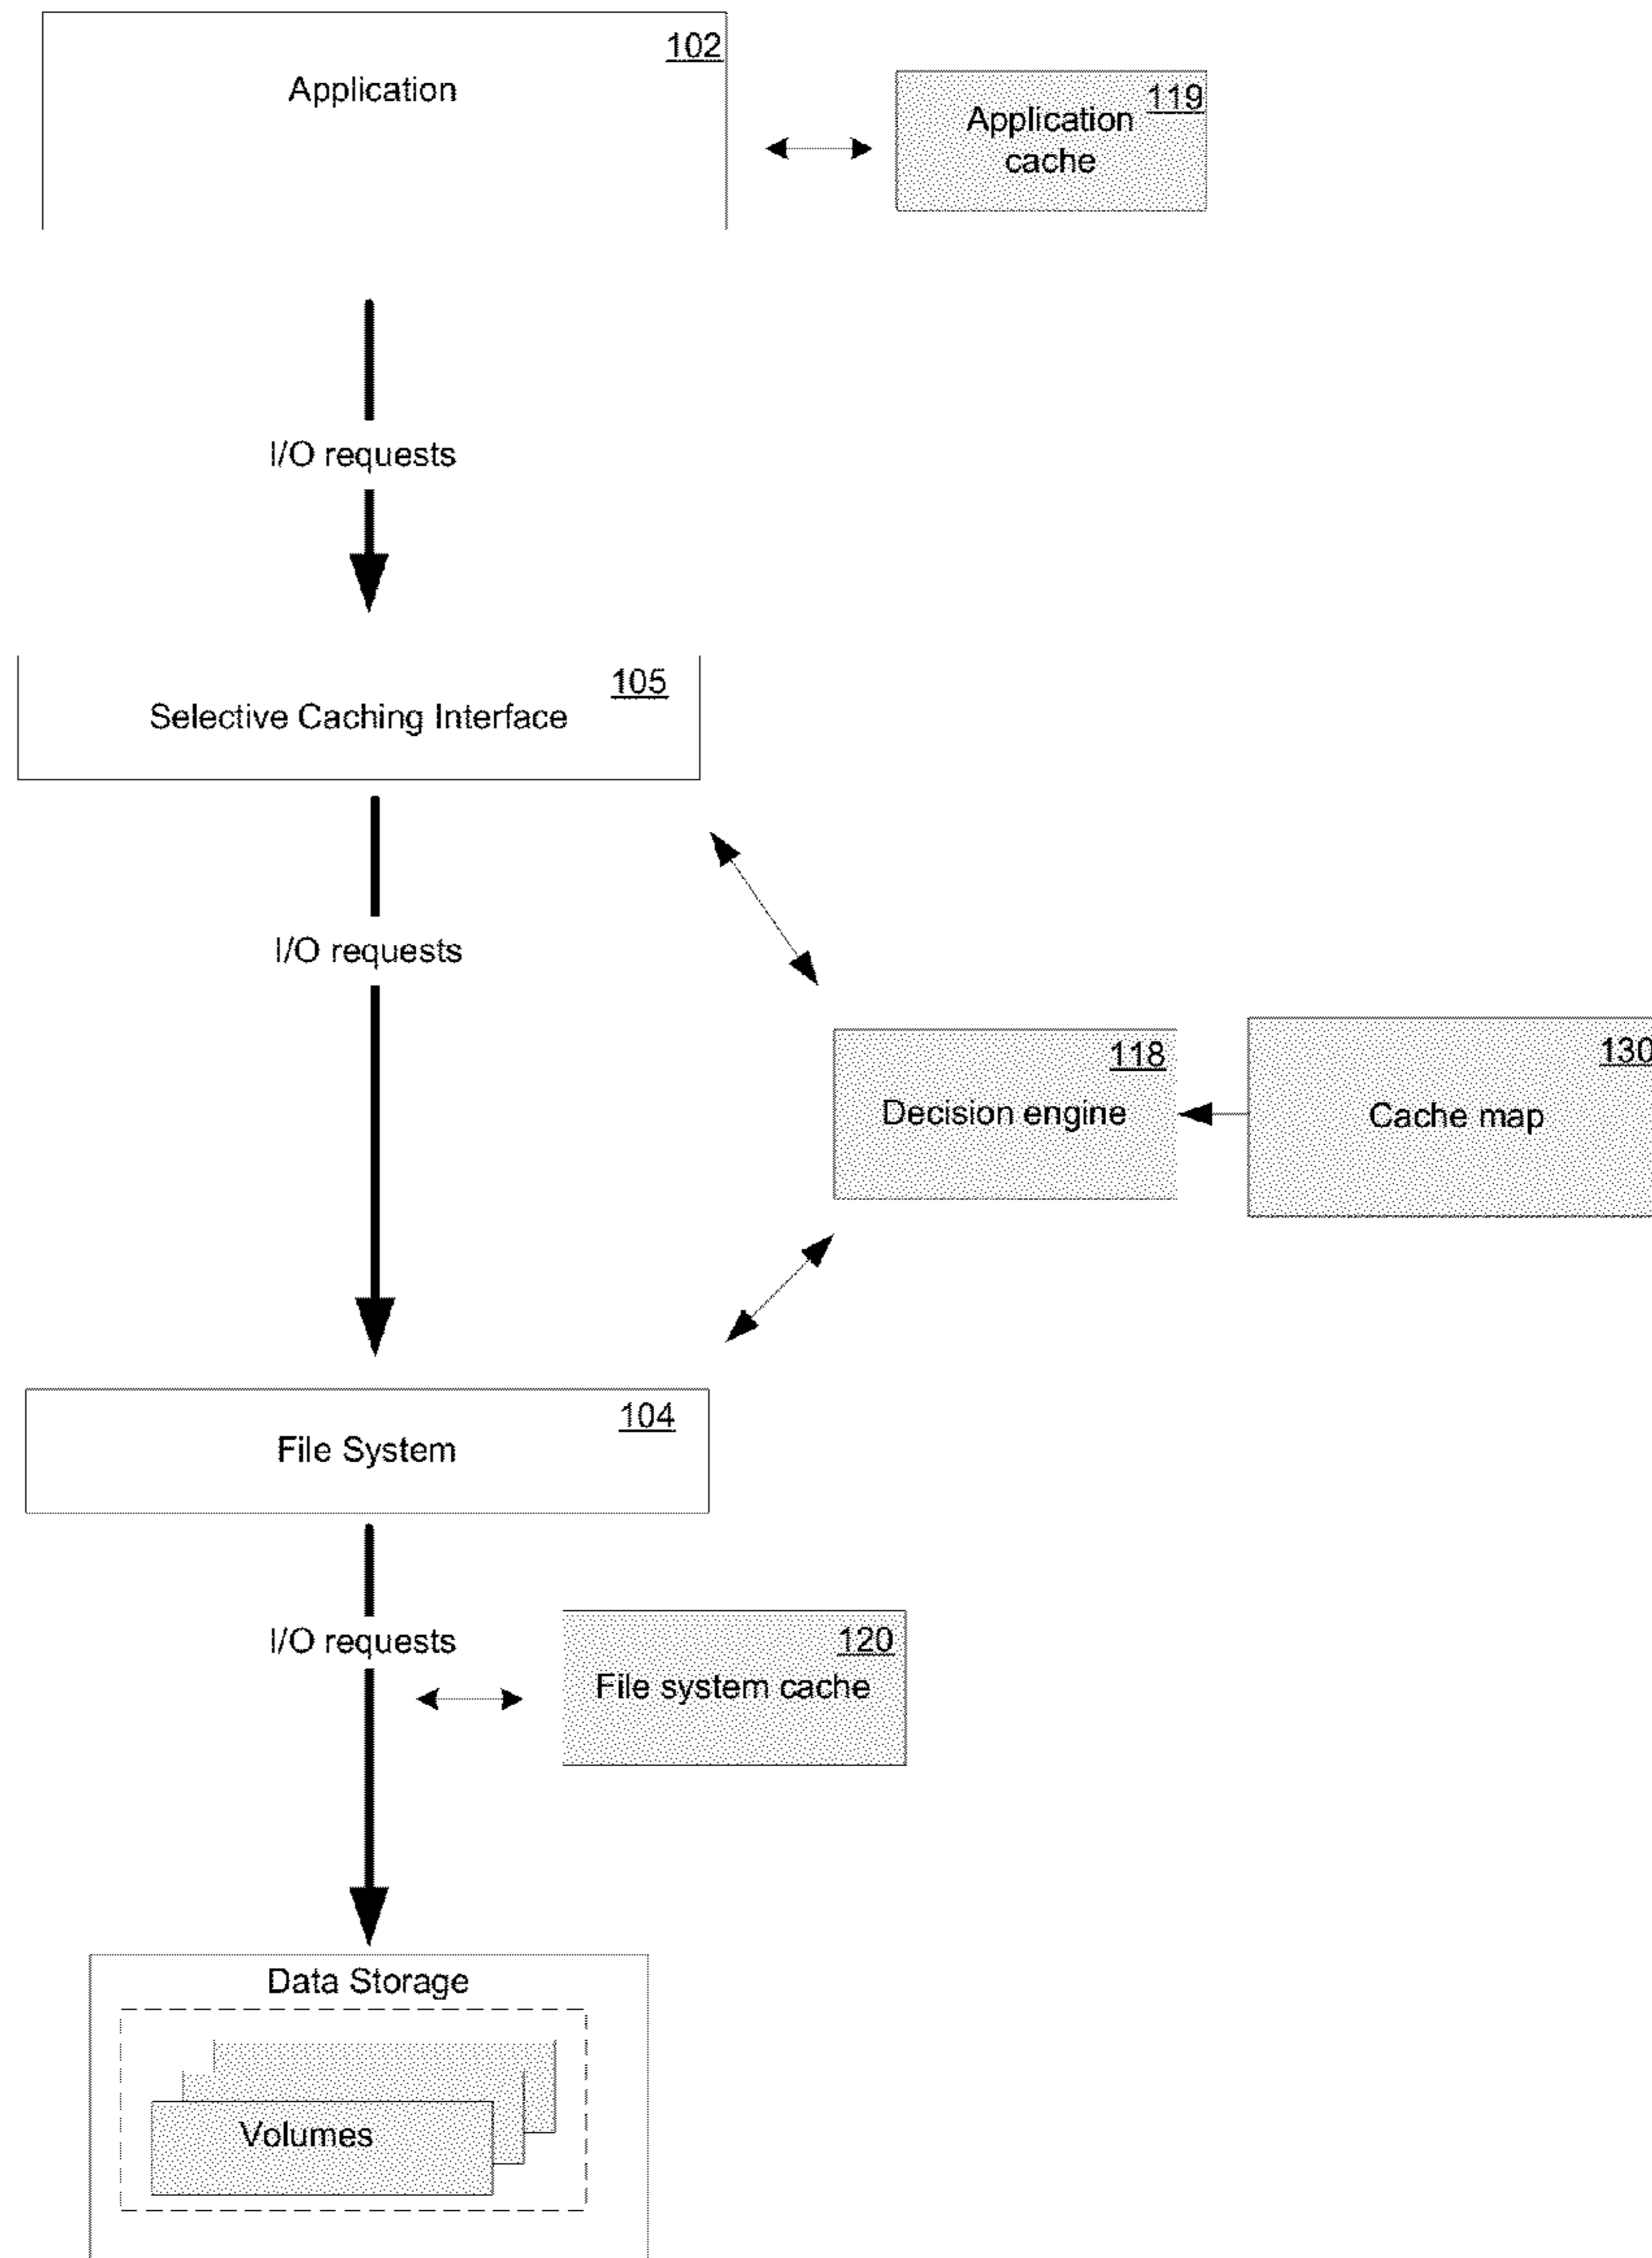 102
Application
119
Application
cache
I/O requests
105
Selective Caching Interface
I/O requests
118
Decision engine
130
Cache map
104
File System
I/O requests
120
File system cache
Data Storage
Volumes